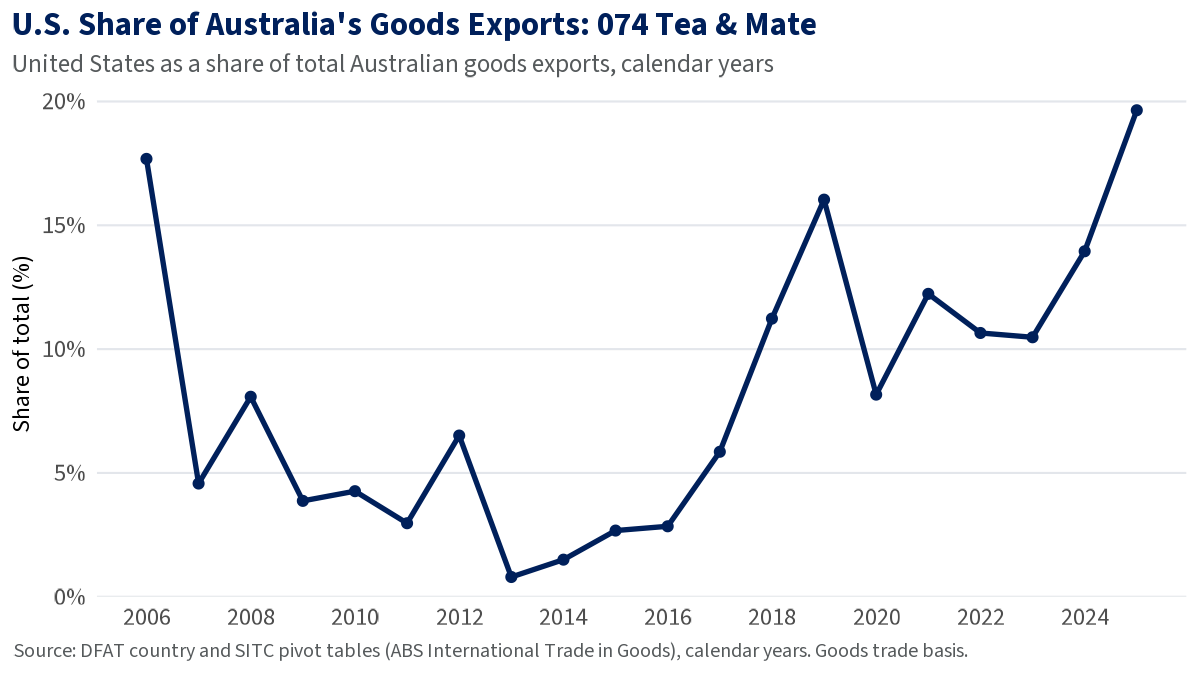 U.S. Share of Australia's Goods Exports: 074 Tea & Mate
United States as a share of total Australian goods exports, calendar years
Share of total (%)
20%
15%
10%
5%
0%
2006 2008 2010 2012 2014 2016 2018 2020 2022 2024
Source: DFAT country and SITC pivot tables (ABS International Trade in Goods), calendar years. Goods trade basis.